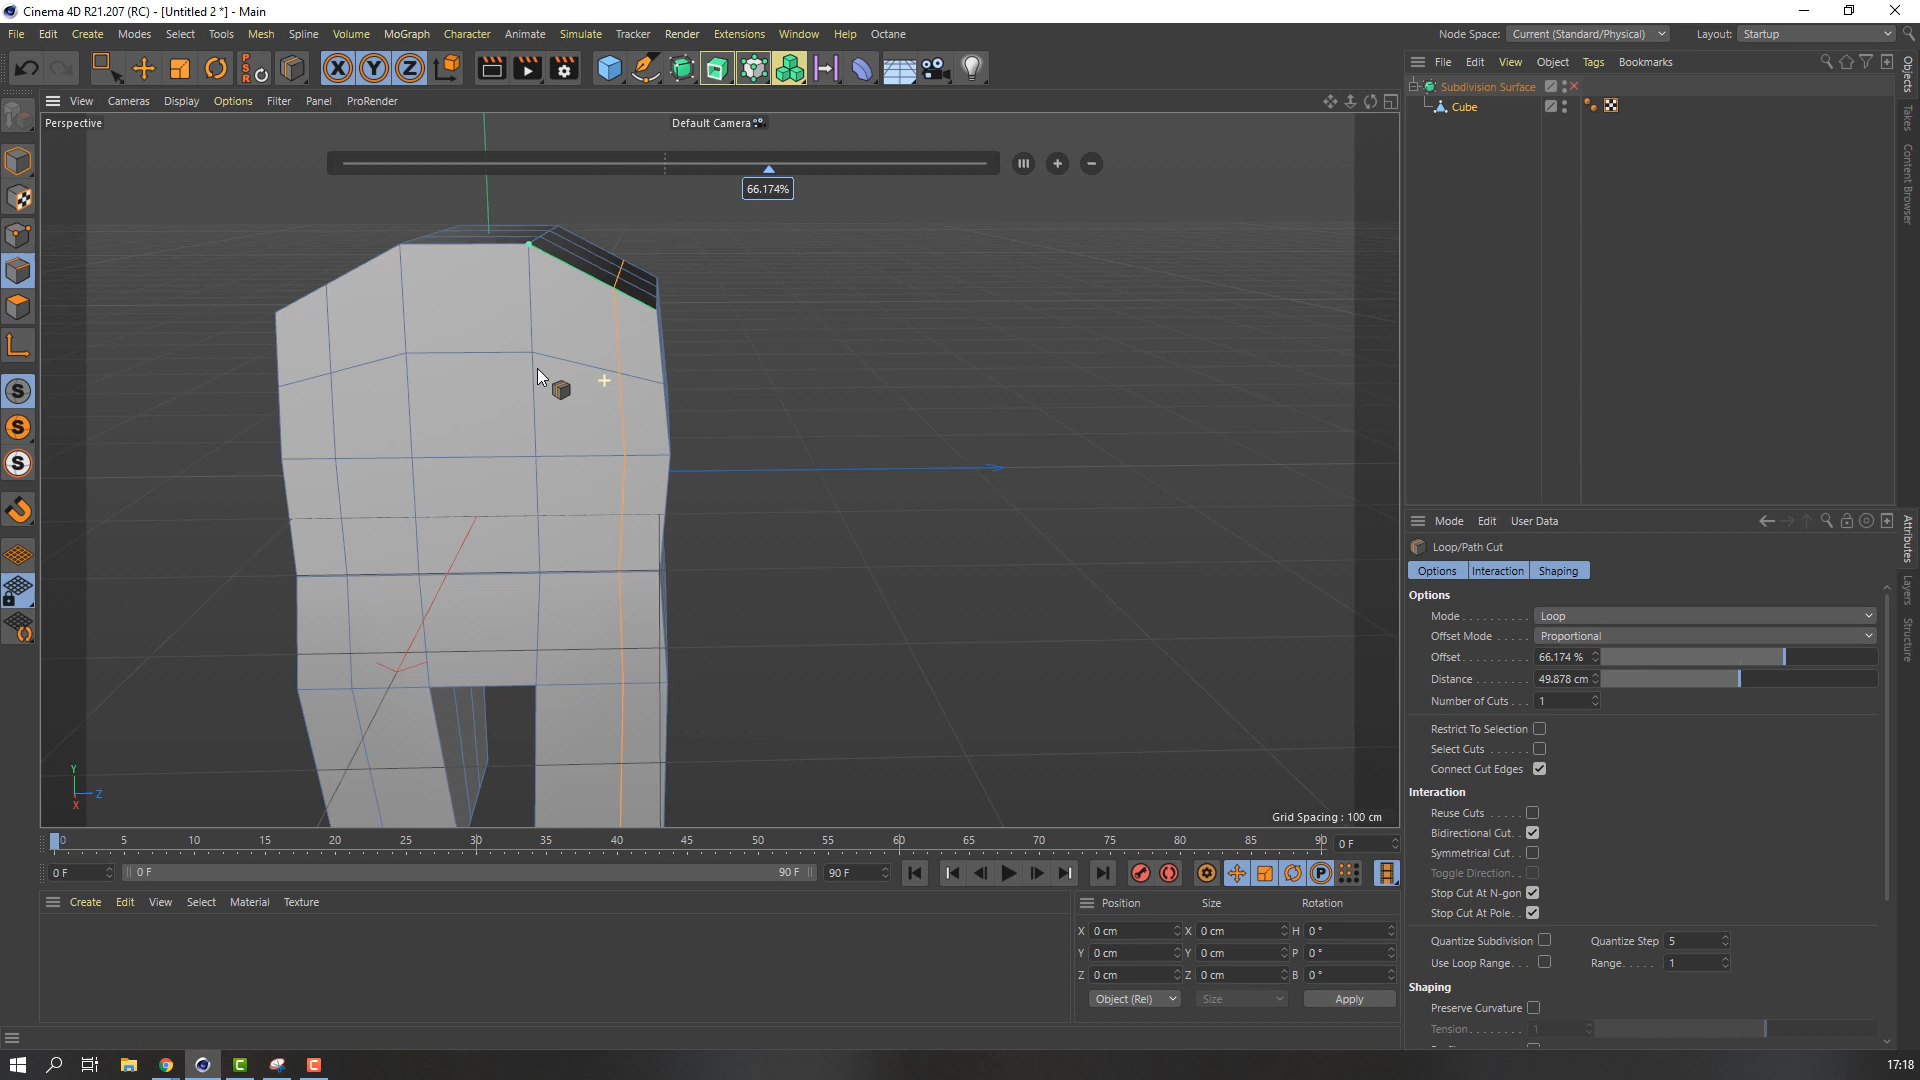 Cinema 4D R21.207 (RC) - [Untitled 2 *] - Main
File Edit Create Modes Select Tools Mesh Spline Volume MoGraph Character Animate Simulate Tracker Render Extensions Window Help Octane
Node Space: Current (Standard/Physical) Layout: Startup
P S R X Y Z
View Cameras Display Options Filter Panel ProRender
Perspective
Default Camera
66.174%
Y
Z
X
Grid Spacing : 100 cm
File Edit View Object Tags Bookmarks
Subdivision Surface
Cube
Objects
Takes
Content Browser
Mode Edit User Data
Loop/Path Cut
Options Interaction Shaping
Options
Mode . . . . . . . . . . Loop
Offset Mode . . . . . Proportional
Offset . . . . . . . . . . 66.174 %
Distance . . . . . . . . 49.878 cm
Number of Cuts . . . 1
Restrict To Selection
Select Cuts . . . . . .
Connect Cut Edges
Interaction
Reuse Cuts . . . . . .
Bidirectional Cut . .
Symmetrical Cut . .
Toggle Direction . .
Stop Cut At N-gon
Stop Cut At Pole . .
Quantize Subdivision Quantize Step 5
Use Loop Range . . . Range . . . . . 1
Shaping
Preserve Curvature
Tension . . . . . . . . 1
Attributes
Layers
Structure
0 5 10 15 20 25 30 35 40 45 50 55 60 65 70 75 80 85 90 0 F
0 F 0 F 90 F 90 F
Create Edit View Select Material Texture
Position Size Rotation
X 0 cm X 0 cm H 0 °
Y 0 cm Y 0 cm P 0 °
Z 0 cm Z 0 cm B 0 °
Object (Rel) Size Apply
17:18